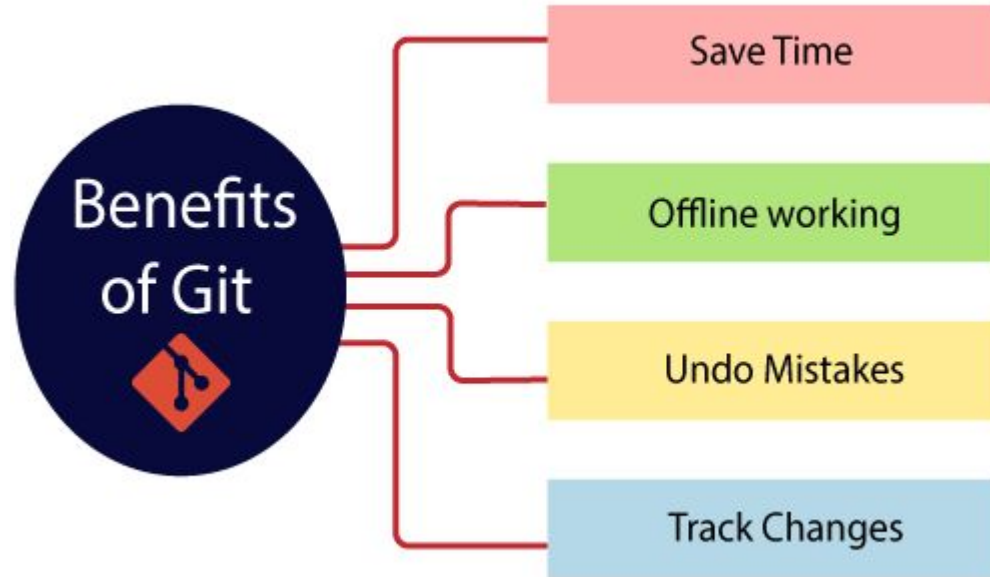 Benefits
of Git
Save Time
Offline working
Undo Mistakes
Track Changes